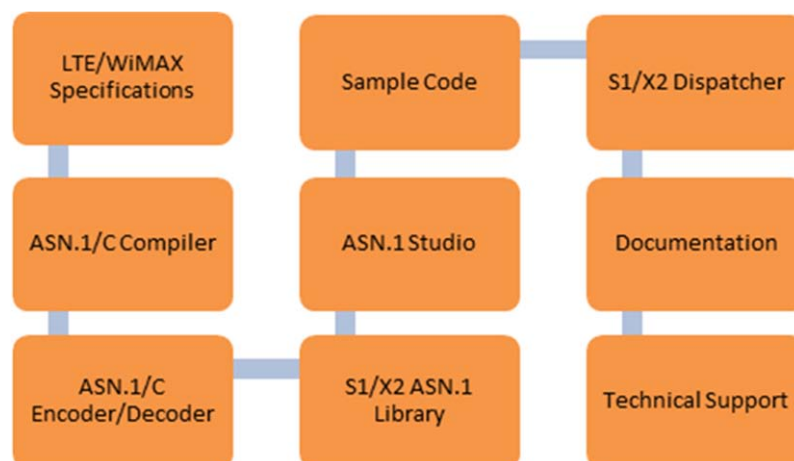 LTE/WiMAX
Specifications
ASN.1/C Compiler
ASN.1/C
Encoder/Decoder
S1/X2 ASN.1
Library
ASN.1 Studio
Sample Code
S1/X2 Dispatcher
Documentation
Technical Support